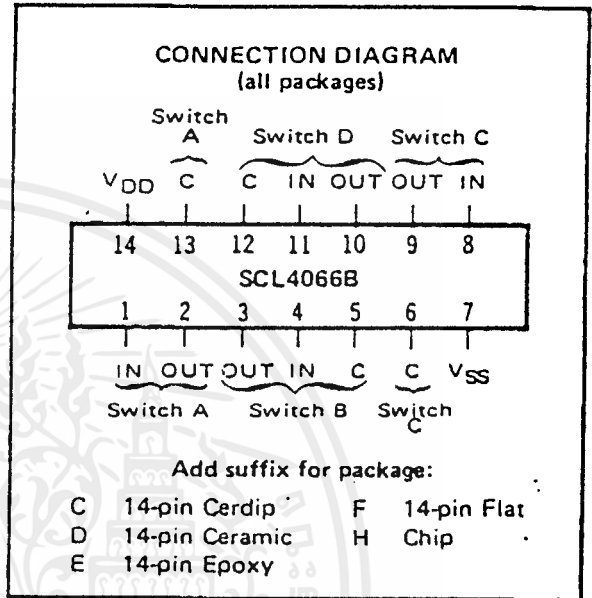 CONNECTION DIAGRAM
(all packages)
Switch
A Switch D Switch C
VDD C C IN OUT OUT IN
14 13 12 11 10 9 8
SCL4066B
1 2 3 4 5 6 7
IN OUT OUT IN C C VSS
Switch A Switch B Switch
C
Add suffix for package:
C 14-pin Cerdip F 14-pin Flat
D 14-pin Ceramic H Chip
E 14-pin Epoxy